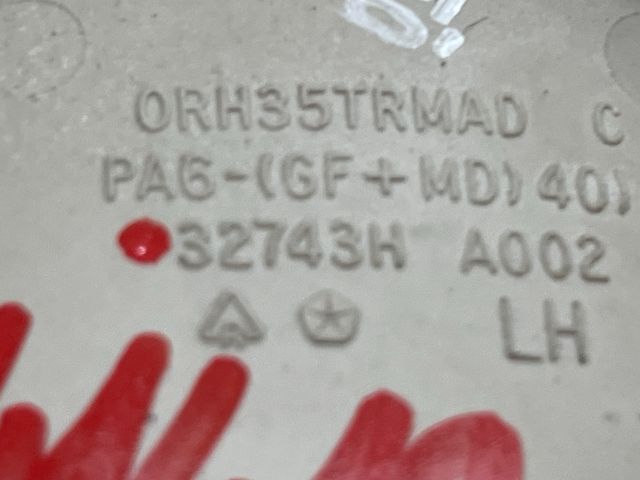 0RH35TRMAD C
PA6-(GF+MD)40)
32743H A002
LH